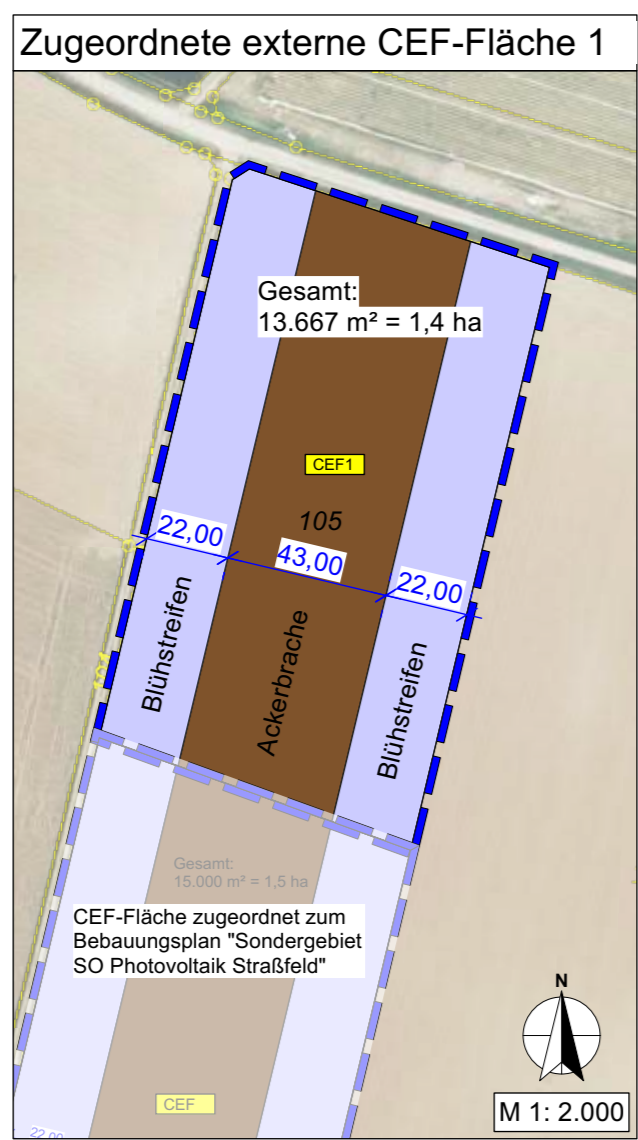 Zugeordnete externe CEF-Fläche 1
Gesamt:
13.667 m² = 1,4 ha
CEF1
105
22,00
43,00
22,00
Blühstreifen
Ackerbrache
Blühstreifen
Gesamt:
15.000 m² = 1,5 ha
CEF-Fläche zugeordnet zum
Bebauungsplan "Sondergebiet
SO Photovoltaik Straßfeld"
N
CEF
M 1: 2.000
22,00